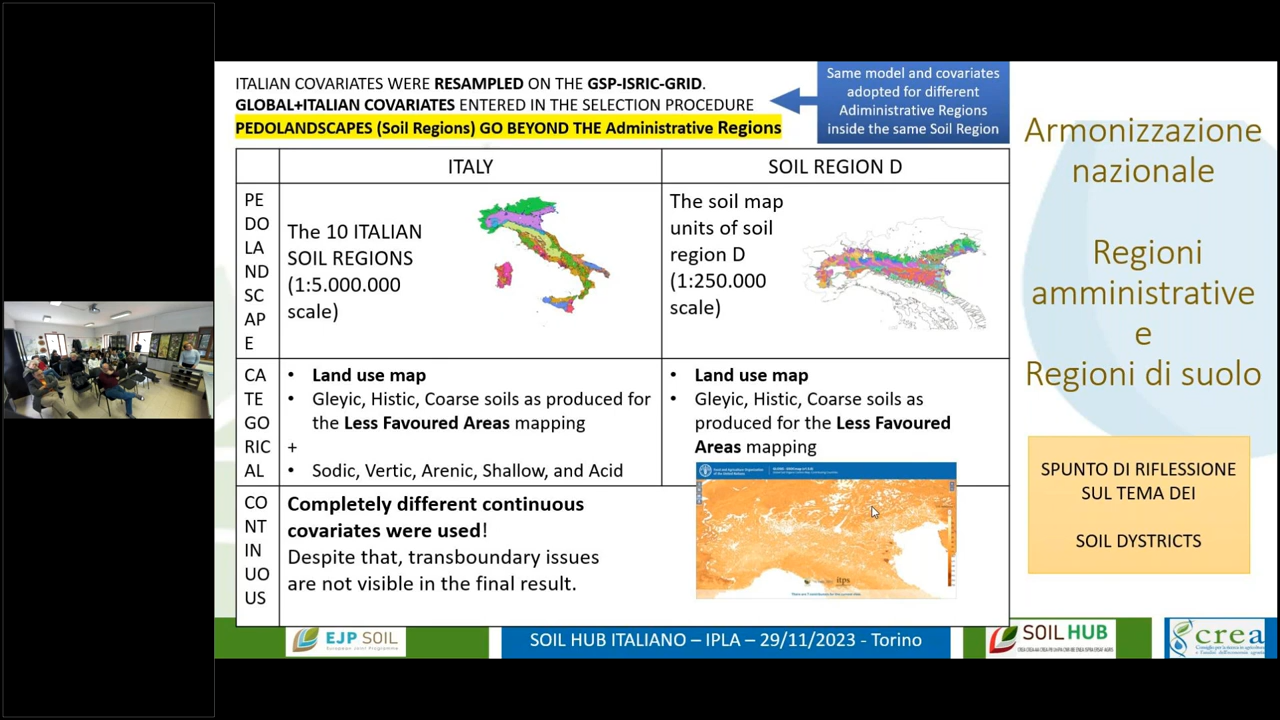 ITALIAN COVARIATES WERE RESAMPLED ON THE GSP-ISRIC-GRID.
GLOBAL+ITALIAN COVARIATES ENTERED IN THE SELECTION PROCEDURE
PEDOLANDSCAPES (Soil Regions) GO BEYOND THE Administrative Regions
Same model and covariates
adopted for different
Adiministrative Regions
inside the same Soil Region
ITALY
SOIL REGION D
PE
DO
LA
ND
SC
AP
E
The 10 ITALIAN
SOIL REGIONS
(1:5.000.000
scale)
The soil map
units of soil
region D
(1:250.000
scale)
CA
TE
GO
RIC
AL
• Land use map
• Gleyic, Histic, Coarse soils as produced for
the Less Favoured Areas mapping
+
• Sodic, Vertic, Arenic, Shallow, and Acid
• Land use map
• Gleyic, Histic, Coarse soils as
produced for the Less Favoured
Areas mapping
CO
NT
IN
UO
US
Completely different continuous
covariates were used!
Despite that, transboundary issues
are not visible in the final result.
itps
Armonizzazione
nazionale
Regioni
amministrative
e
Regioni di suolo
SPUNTO DI RIFLESSIONE
SUL TEMA DEI
SOIL DYSTRICTS
EJP SOIL
European Joint Programme
SOIL HUB ITALIANO – IPLA – 29/11/2023 - Torino
SOIL HUB
crea